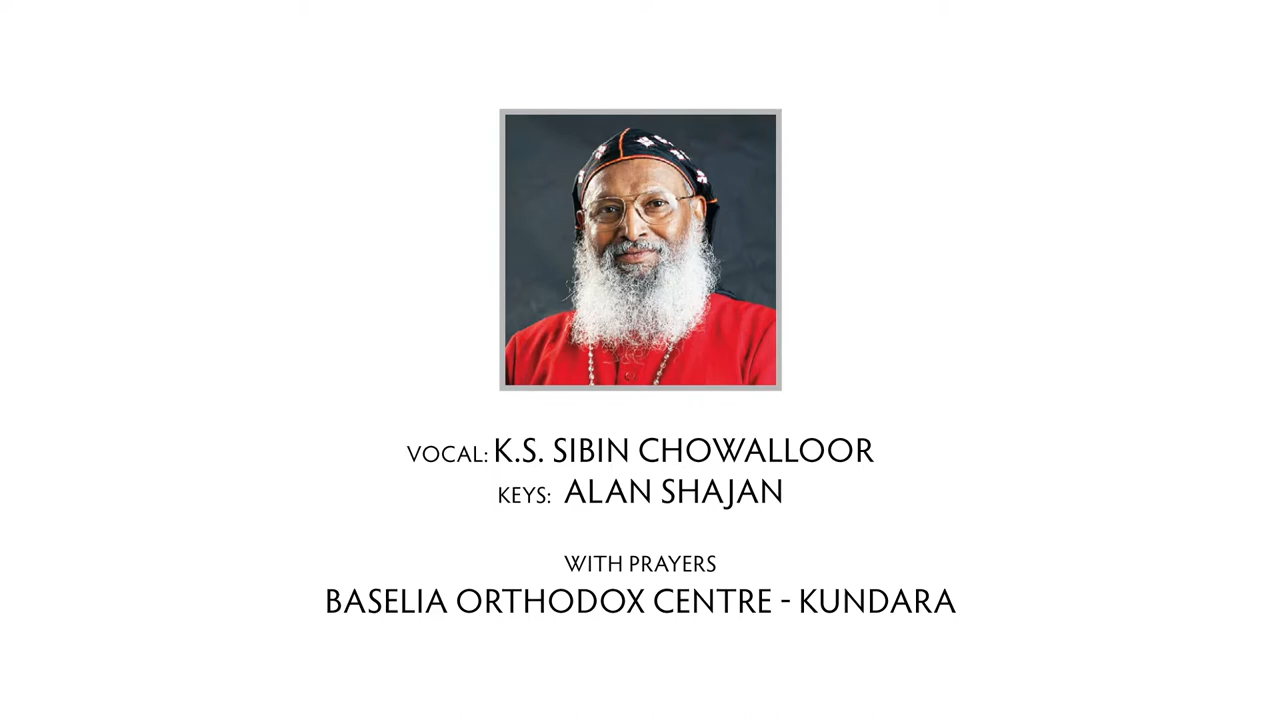 VOCAL: K.S. SIBIN CHOWALLOOR
KEYS: ALAN SHAJAN
WITH PRAYERS
BASELIA ORTHODOX CENTRE - KUNDARA